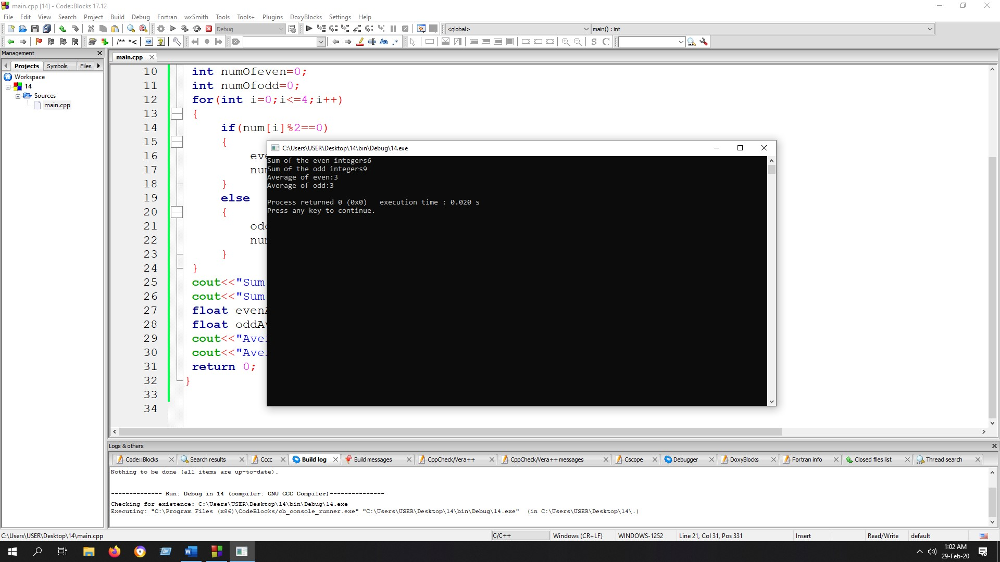 main.cpp [14] - Code::Blocks 17.12
File Edit View Search Project Build Debug Fortran wxSmith Tools Tools+ Plugins DoxyBlocks Settings Help
Debug <global> main() : int
/** *<
Management
Projects Symbols Files
Workspace
14
Sources
main.cpp
main.cpp
10 int numOfeven=0;
11 int numOfodd=0;
12 for(int i=0;i<=4;i++)
13 {
14 if(num[i]%2==0)
15 {
16 eve
17 num
18 }
19 else
20 {
21 odd
22 num
23 }
24 }
25 cout<<"Sum
26 cout<<"Sum
27 float evenA
28 float oddAv
29 cout<<"Aver
30 cout<<"Aver
31 return 0;
32 }
33
34
C:\Users\USER\Desktop\14\bin\Debug\14.exe
Sum of the even integers6
Sum of the odd integers9
Average of even:3
Average of odd:3
Process returned 0 (0x0) execution time : 0.020 s
Press any key to continue.
Logs & others
Code::Blocks Search results Cccc Build log Build messages CppCheck/Vera++ CppCheck/Vera++ messages Cscope Debugger DoxyBlocks Fortran info Closed files list Thread search
Nothing to be done (all items are up-to-date).
-------------- Run: Debug in 14 (compiler: GNU GCC Compiler)---------------
Checking for existence: C:\Users\USER\Desktop\14\bin\Debug\14.exe
Executing: "C:\Program Files (x86)\CodeBlocks/cb_console_runner.exe" "C:\Users\USER\Desktop\14\bin\Debug\14.exe" (in C:\Users\USER\Desktop\14\.)
C:\Users\USER\Desktop\14\main.cpp C/C++ Windows (CR+LF) WINDOWS-1252 Line 21, Col 31, Pos 331 Insert Read/Write default
1:02 AM
29-Feb-20